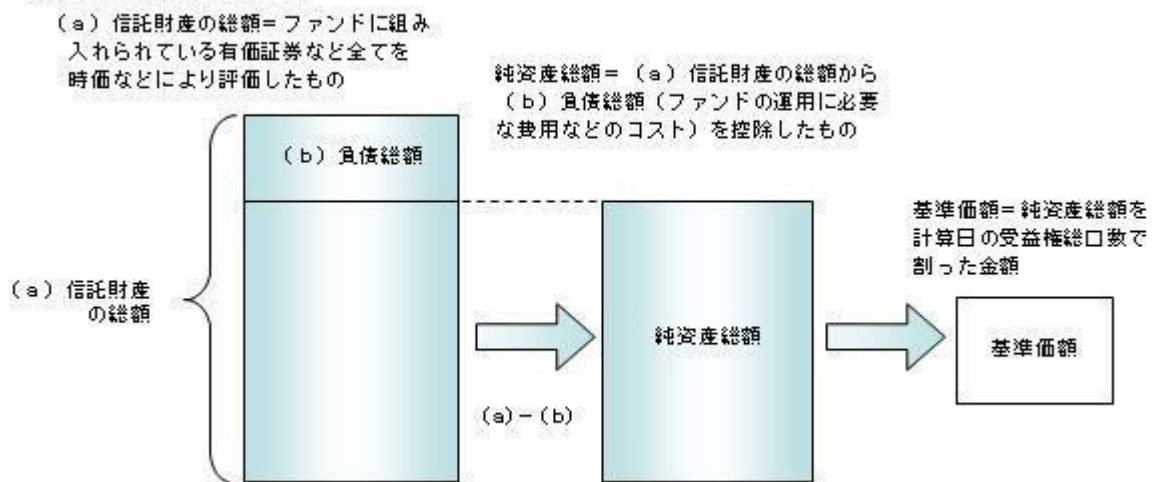 (a)信託財産の総額=ファンドに組み
入れられている有価証券など全てを
時価などにより評価したもの
純資産総額=(a)信託財産の総額から
(b)負債総額(ファンドの運用に必要
な費用などのコスト)を控除したもの
(b)負債総額
基準価額=純資産総額を
計算日の受益権総口数で
割った金額
(a)信託財産
の総額
純資産総額
基準価額
(a)-(b)